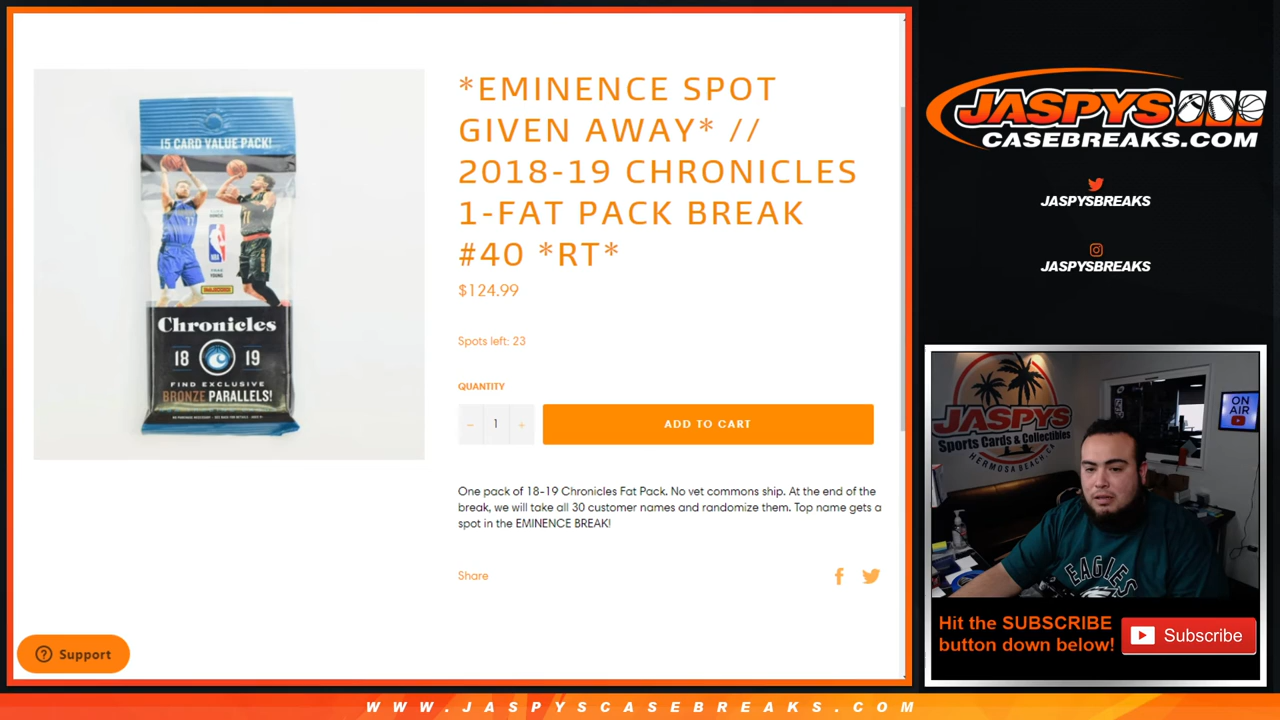 15 CARD VALUE PACK!
Chronicles
18 19
FIND EXCLUSIVE
BRONZE PARALLELS!
*EMINENCE SPOT
GIVEN AWAY* //
2018-19 CHRONICLES
1-FAT PACK BREAK
#40 *RT*
$124.99
Spots left: 23
QUANTITY
− 1 +
ADD TO CART
One pack of 18-19 Chronicles Fat Pack. No vet commons ship. At the end of the
break, we will take all 30 customer names and randomize them. Top name gets a
spot in the EMINENCE BREAK!
Share
Support
JASPYS
CASEBREAKS.COM
JASPYSBREAKS
JASPYSBREAKS
JASPYS
Sports Cards & Collectibles
HERMOSA BEACH, CA
ON
AIR
EAGLES
Hit the SUBSCRIBE
button down below!
Subscribe
WWW.JASPYSCASEBREAKS.COM